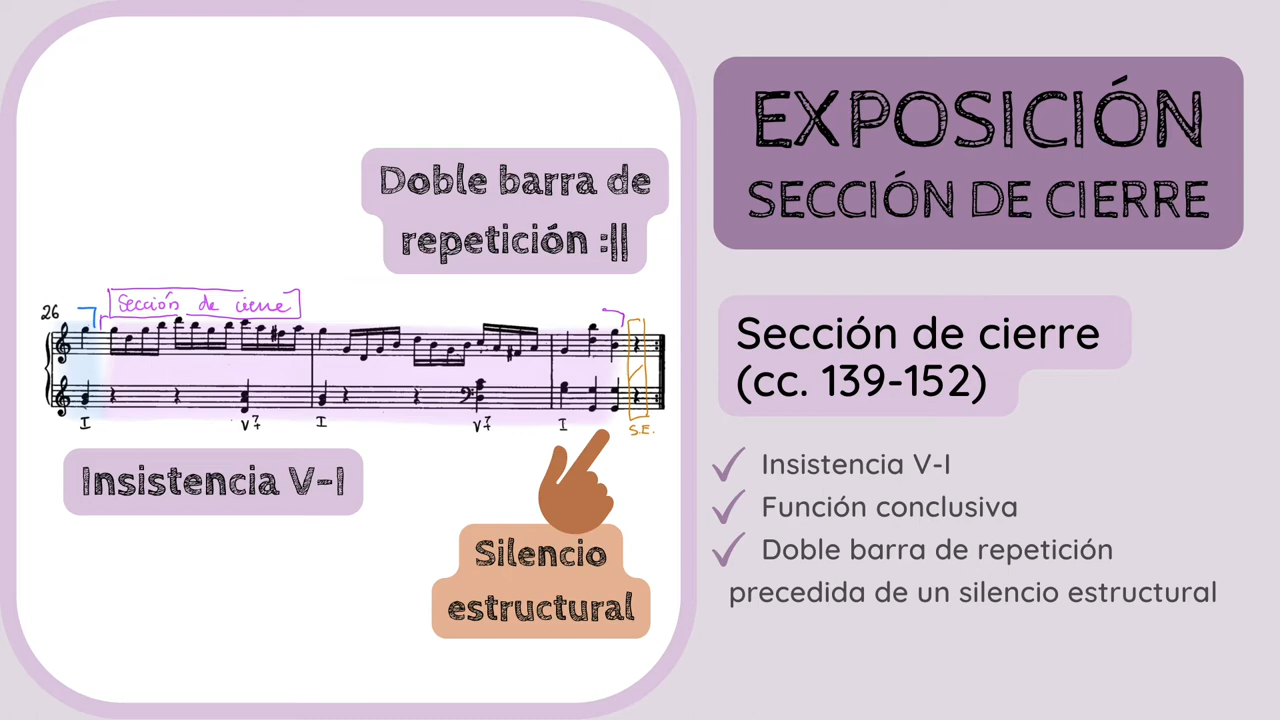 EXPOSICIÓN
SECCIÓN DE CIERRE
Doble barra de
repetición :||
26
Sección de cierre
I
V7
I
V7
I
S.E.
Insistencia V-I
Silencio
estructural
Sección de cierre
(cc. 139-152)
✓ Insistencia V-I
✓ Función conclusiva
✓ Doble barra de repetición
precedida de un silencio estructural